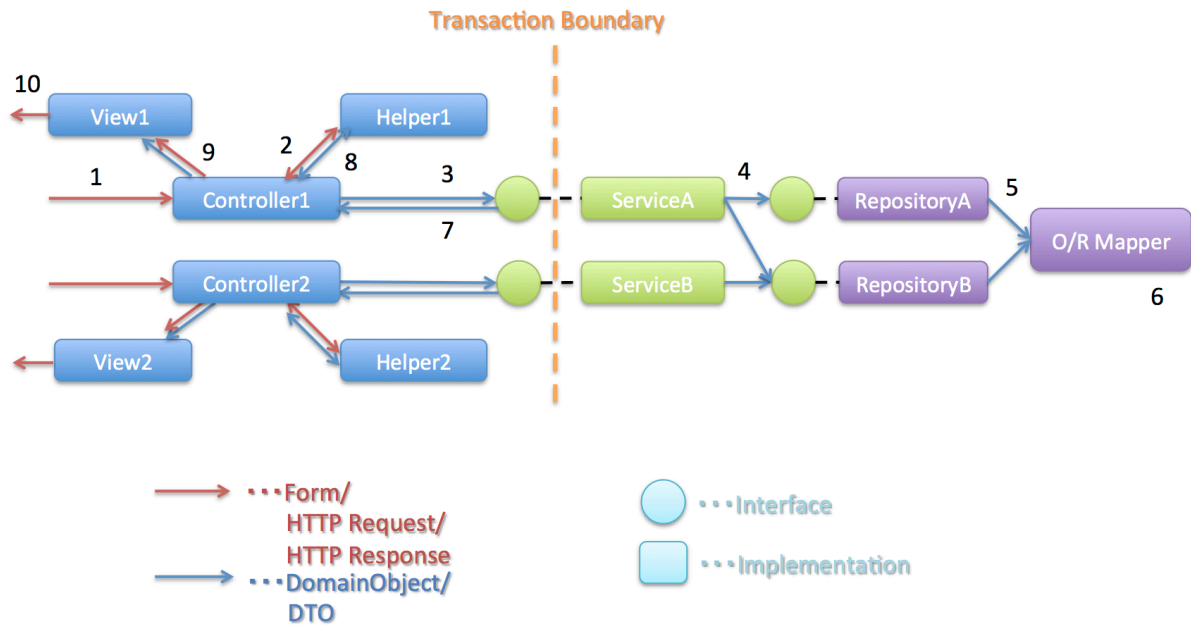 Transaction Boundary
10
View1
Helper1
9
2
8
1
3
4
5
Controller1
ServiceA
RepositoryA
7
O/R Mapper
Controller2
ServiceB
RepositoryB
6
View2
Helper2
･･･Form/
HTTP Request/
HTTP Response
･･･DomainObject/
DTO
･･･Interface
･･･Implementation